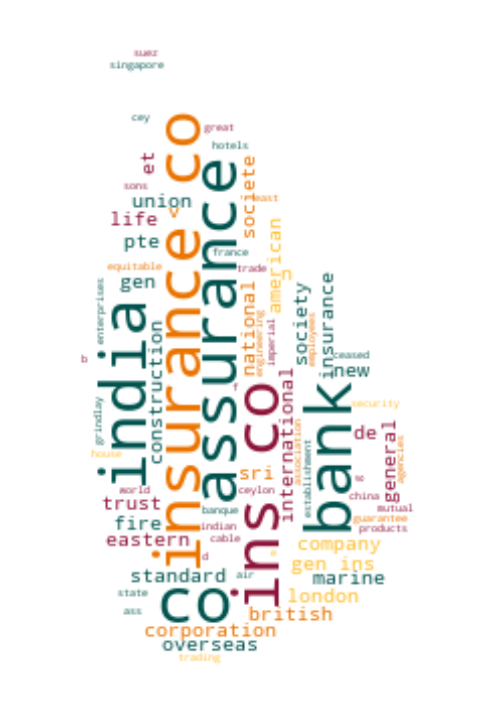 suez
singapore
cey
great
hotels
et
sons
union
life
v
east
societe
pte
france
american
equitable
trade
gen
enterprises
india
insurance co
assurance
national
engineering
imperial
society
employees
insurance
ceased
new
b
construction
f
grindlay
house
ins co
international
association
bank
establishment
security
de
general
agencies
sri
world
ceylon
trust
banque
china
mutual
guarantee
products
fire
indian
cable
eastern
d
company
gen ins
standard
air
marine
state
co
london
ass
british
corporation
overseas
trading